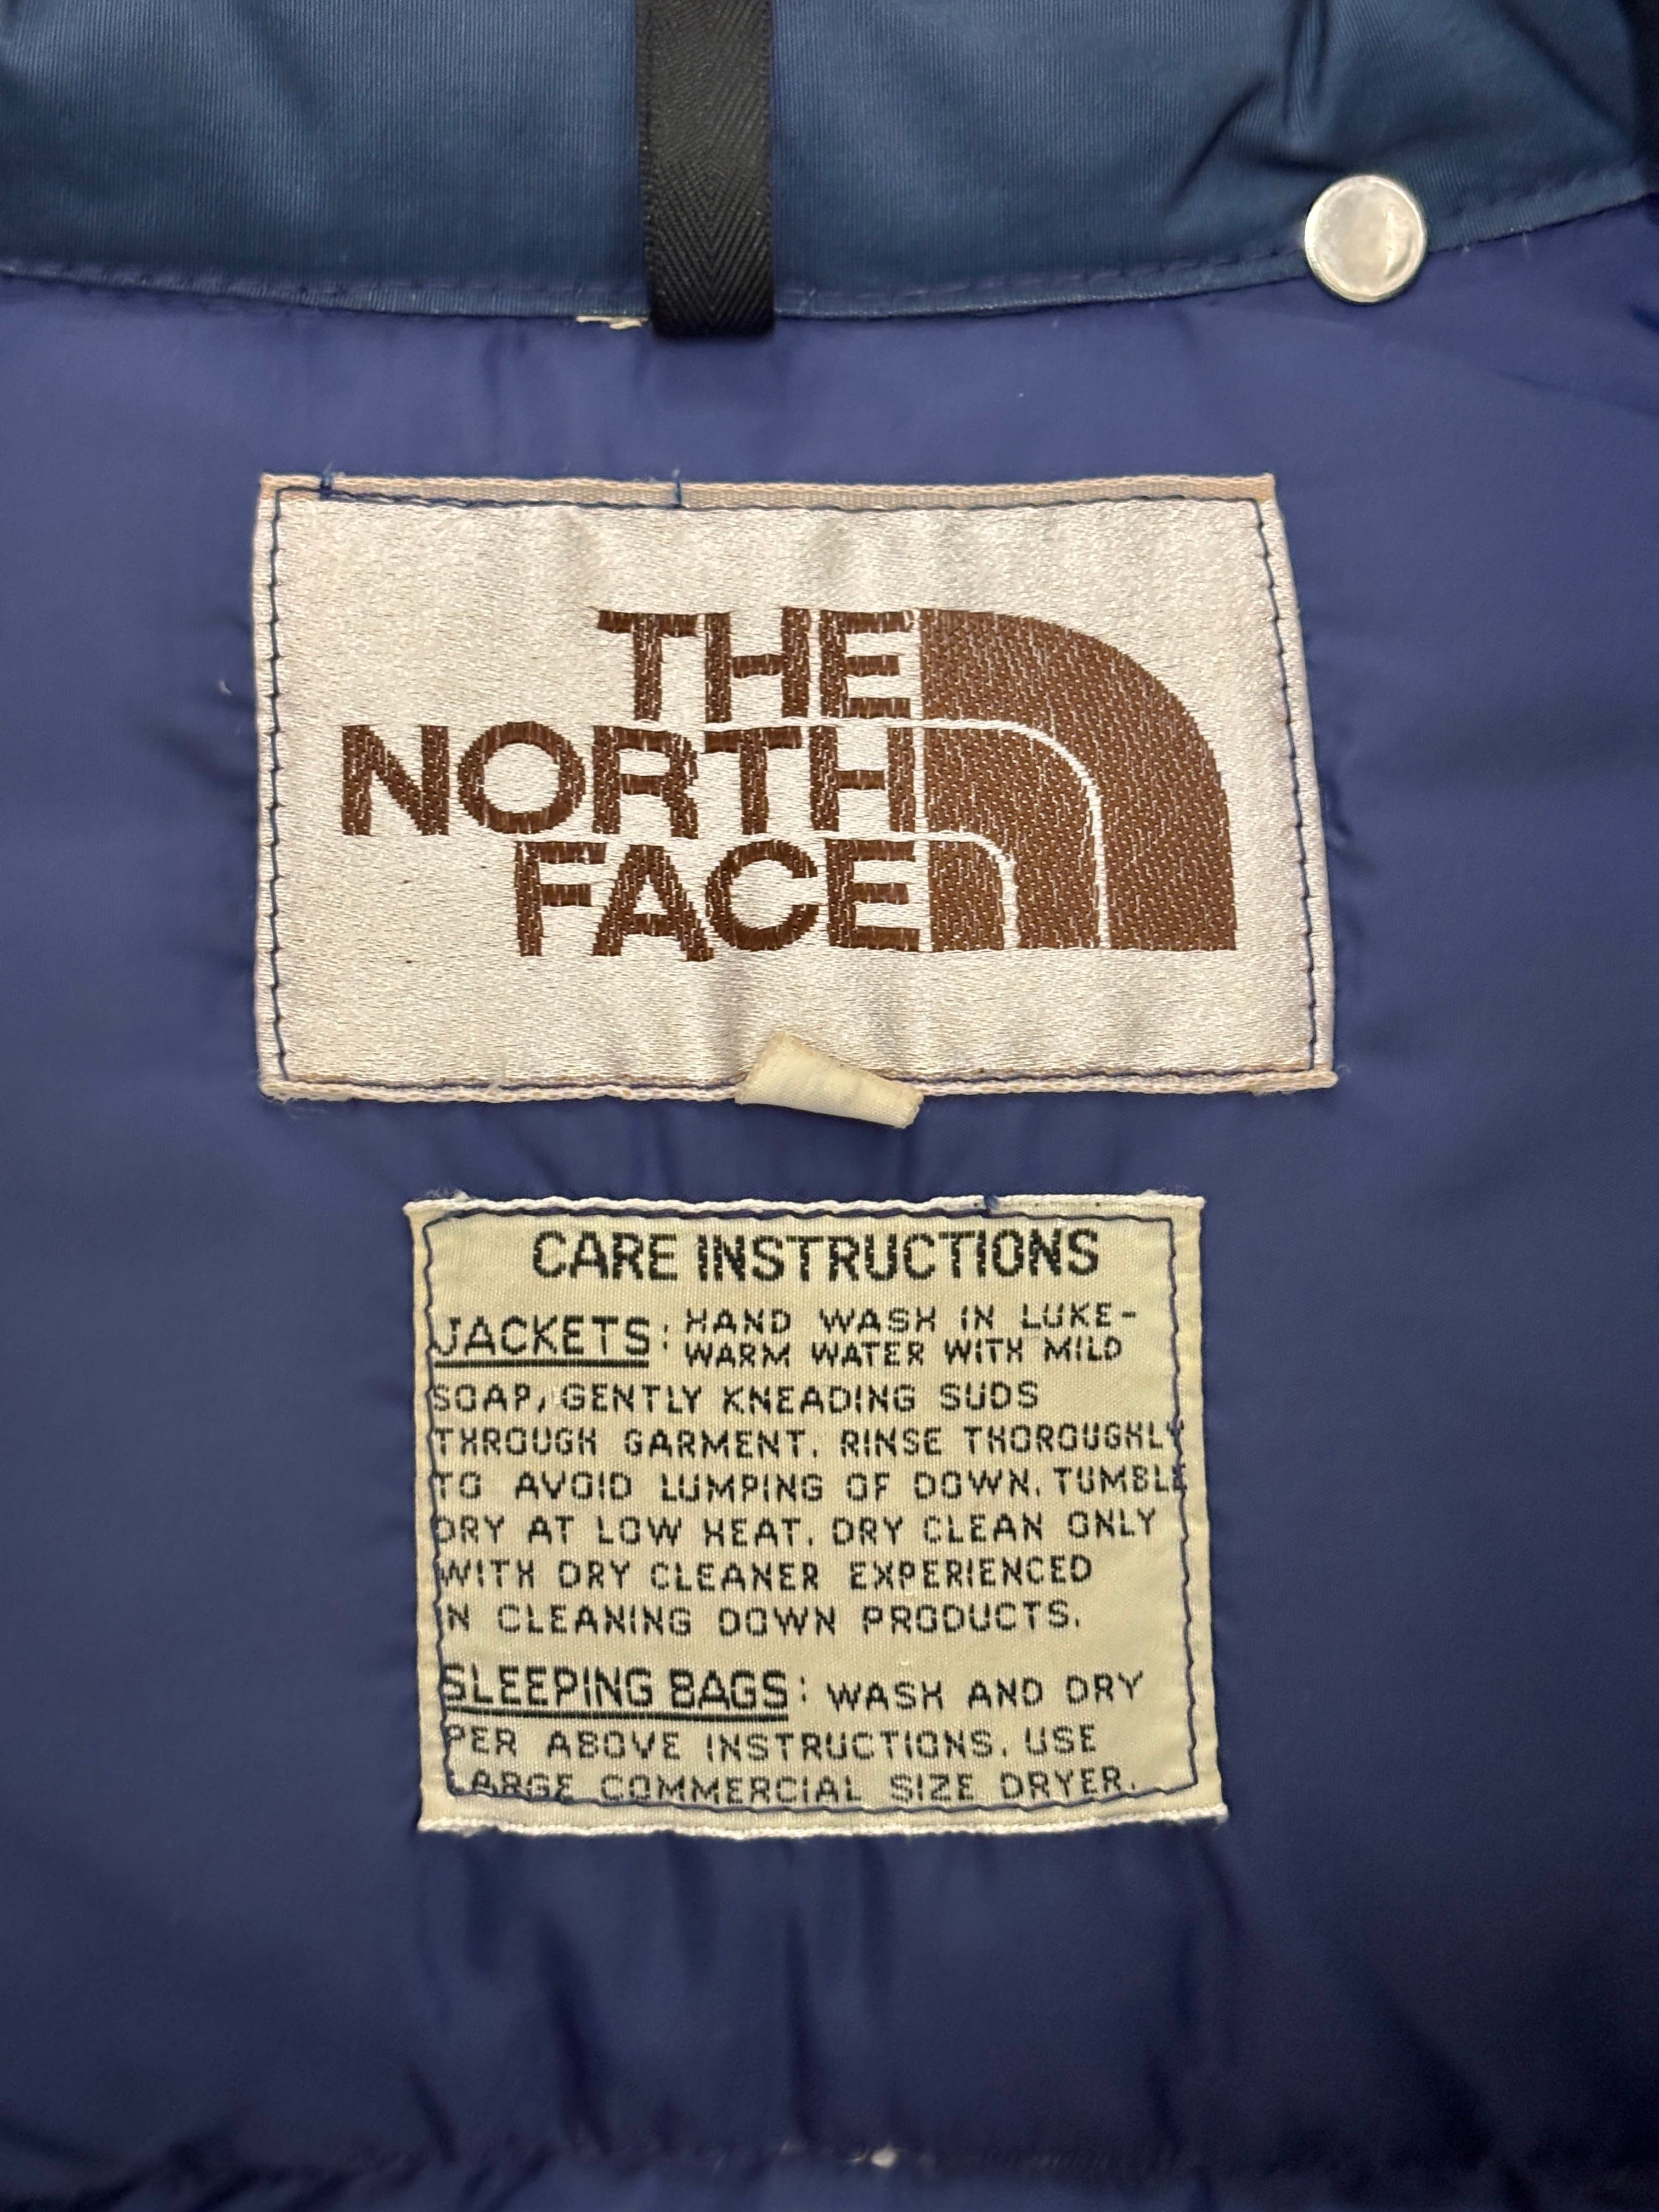 THE
NORTH
FACE
CARE INSTRUCTIONS
JACKETS: HAND WASH IN LUKE-
WARM WATER WITH MILD
SOAP, GENTLY KNEADING SUDS
THROUGH GARMENT. RINSE THOROUGHLY
TO AVOID LUMPING OF DOWN. TUMBLE
DRY AT LOW HEAT. DRY CLEAN ONLY
WITH DRY CLEANER EXPERIENCED
IN CLEANING DOWN PRODUCTS.
SLEEPING BAGS: WASH AND DRY
PER ABOVE INSTRUCTIONS. USE
LARGE COMMERCIAL SIZE DRYER.